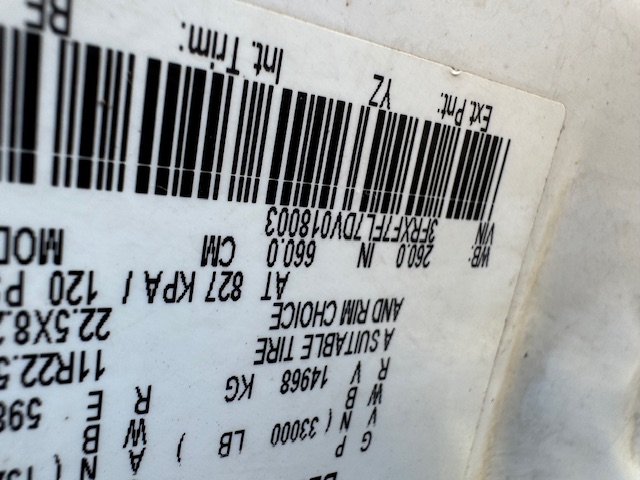 G P
V N ( 33000 LB )
W B
R V 14968 KG
N (
A B
W E 598
R
A SUITABLE TIRE
AND RIM CHOICE
11R22.5
22.5X8.2
AT 827 KPA / 120 P
WB: 260.0 IN 660.0 CM MOD
VIN 3FRXF7FL7DV018003
Ext Pnt: YZ Int. Trim: